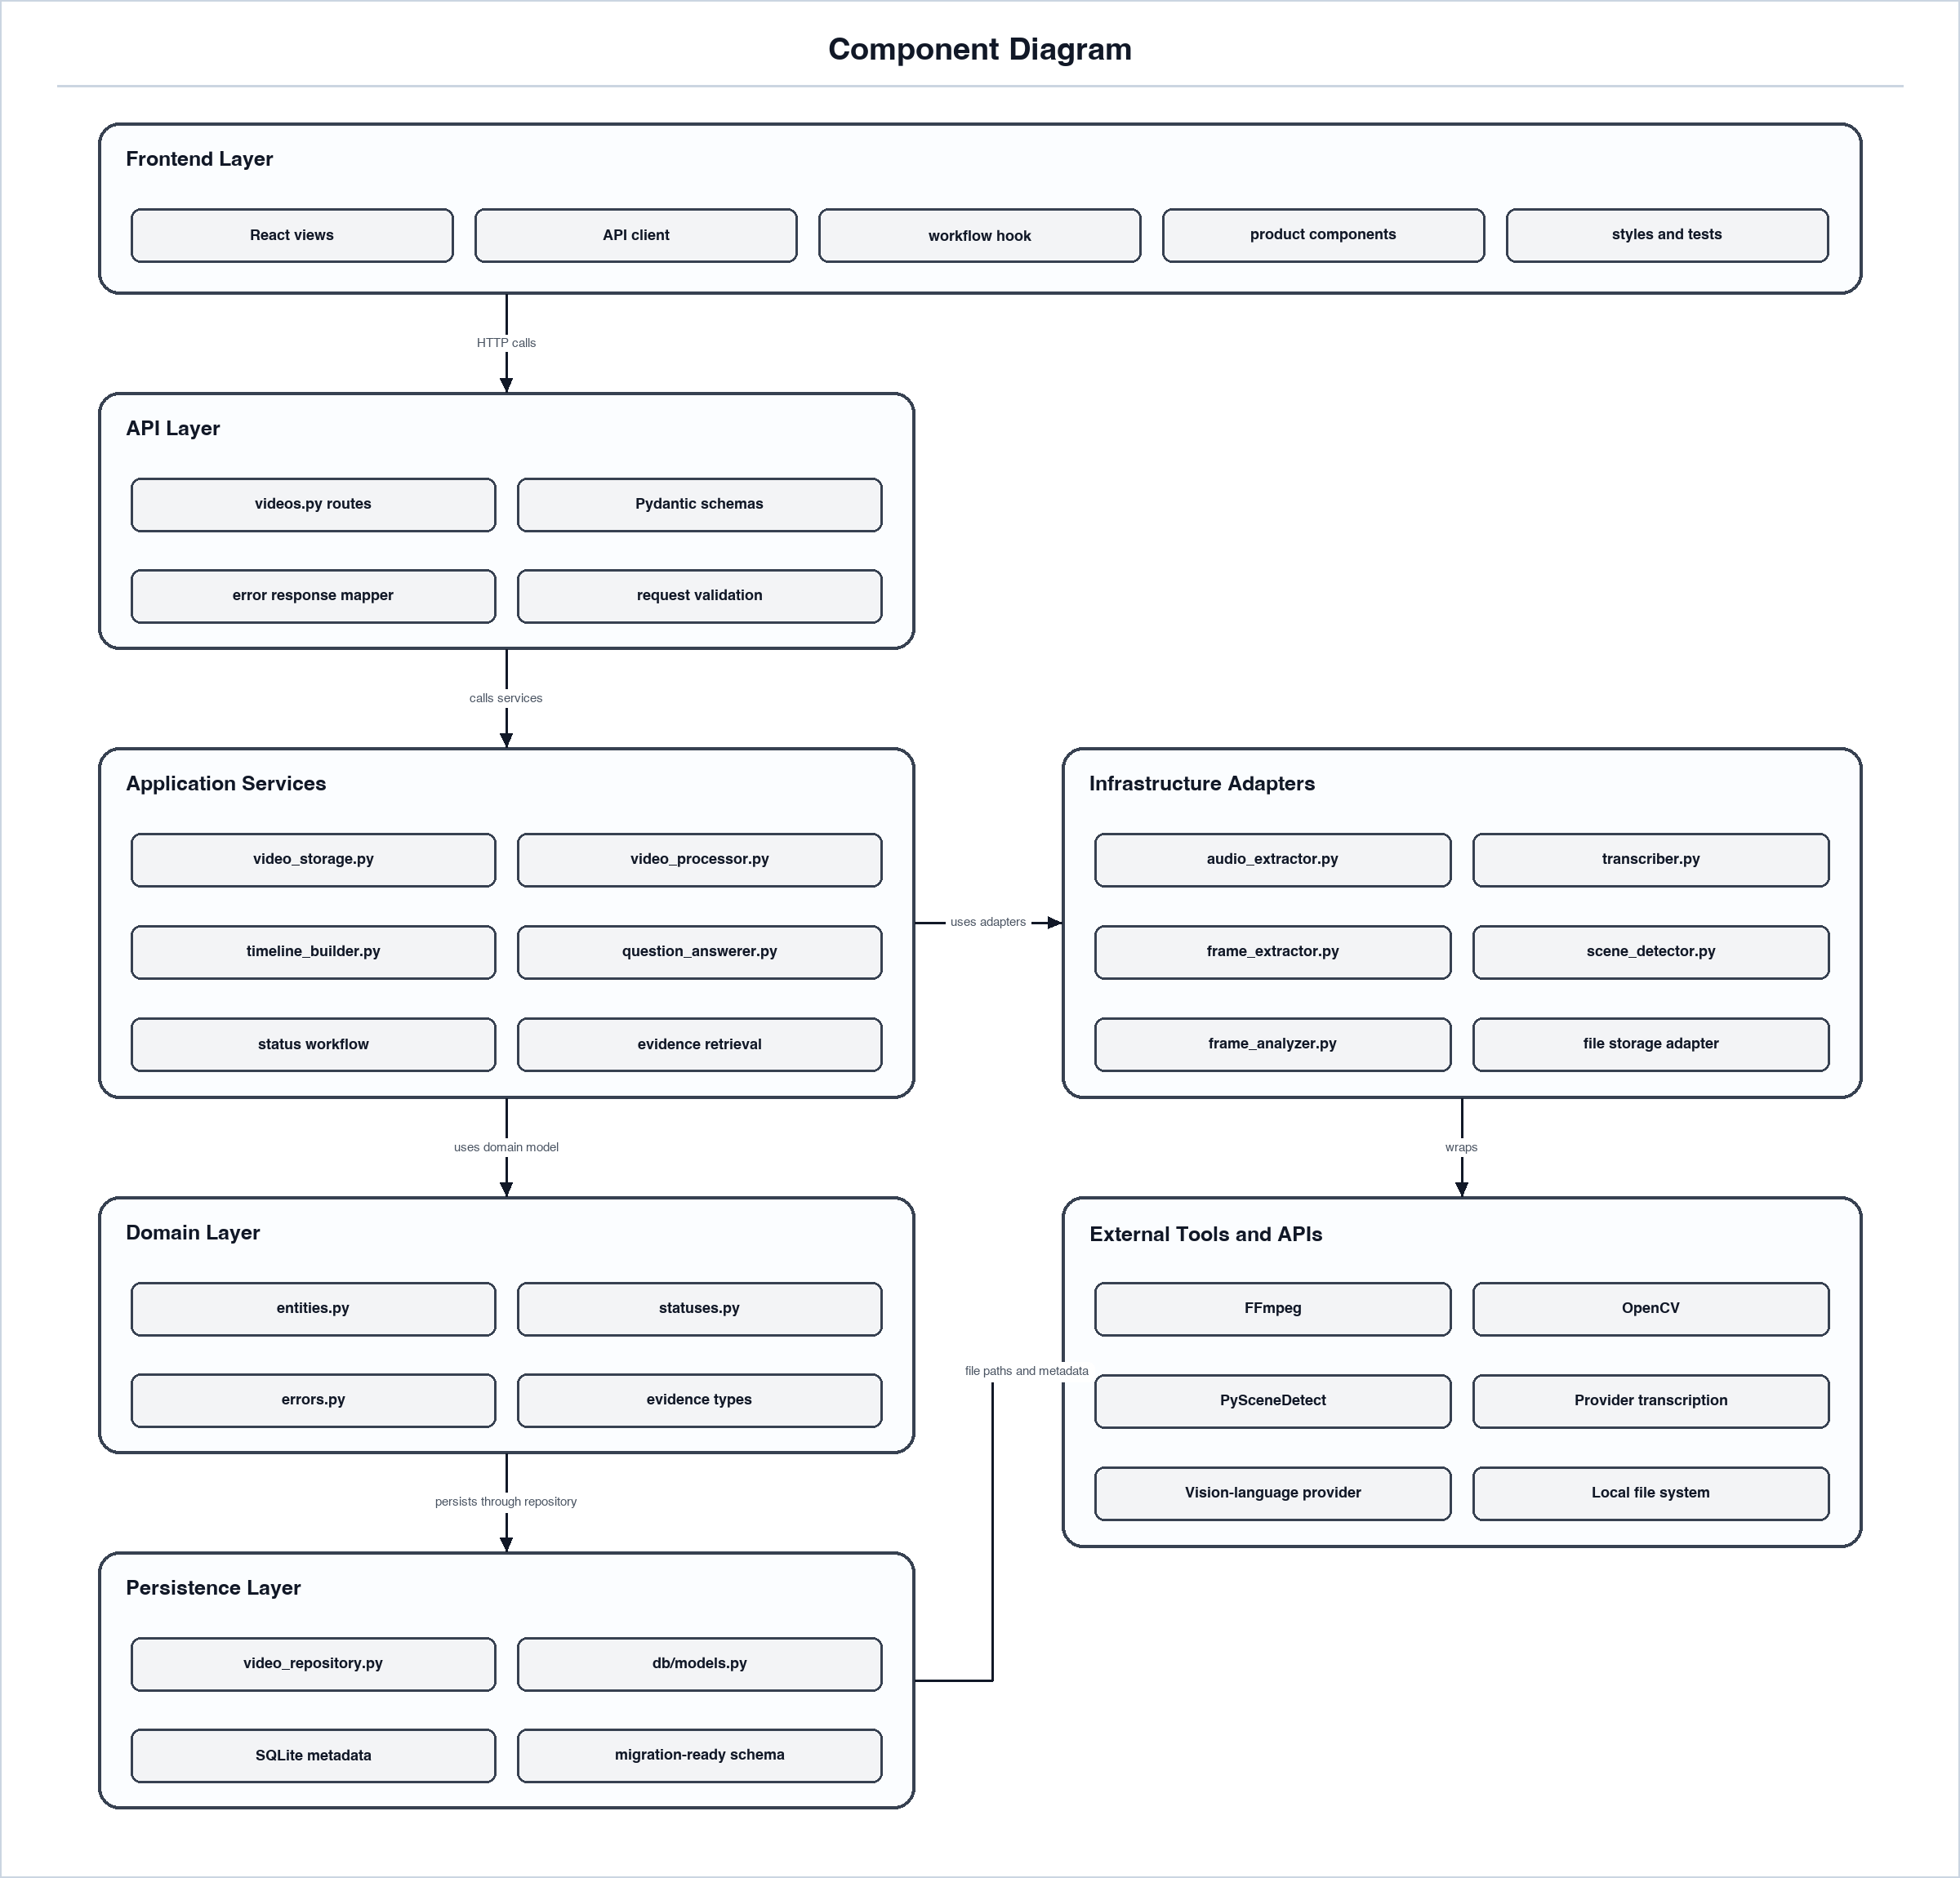 Component Diagram
Frontend Layer
React views
API client
workflow hook
product components
styles and tests
HTTP calls
API Layer
videos.py routes
Pydantic schemas
error response mapper
request validation
calls services
Application Services
video_storage.py
video_processor.py
timeline_builder.py
question_answerer.py
status workflow
evidence retrieval
uses adapters
Infrastructure Adapters
audio_extractor.py
transcriber.py
frame_extractor.py
scene_detector.py
frame_analyzer.py
file storage adapter
uses domain model
wraps
Domain Layer
entities.py
statuses.py
errors.py
evidence types
External Tools and APIs
FFmpeg
OpenCV
file paths and metadata
PySceneDetect
Provider transcription
Vision-language provider
Local file system
persists through repository
Persistence Layer
video_repository.py
db/models.py
SQLite metadata
migration-ready schema